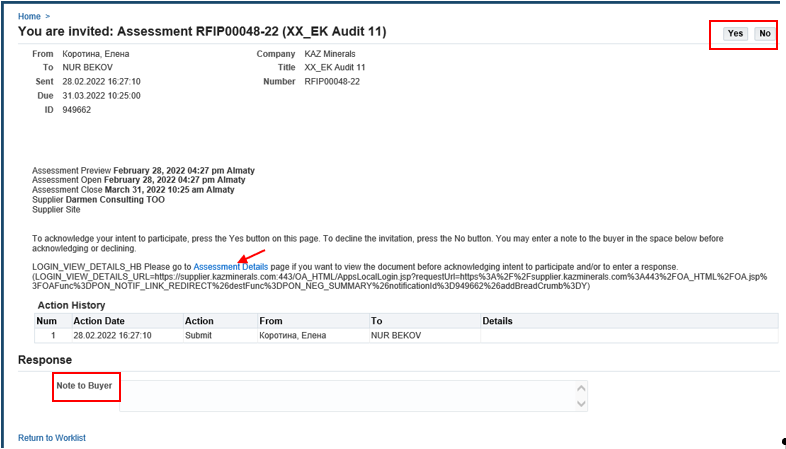 Home >
You are invited: Assessment RFIP00048-22 (XX_EK Audit 11)
Yes No
From Коротина, Елена Company KAZ Minerals
To NUR BEKOV Title XX_EK Audit 11
Sent 28.02.2022 16:27:10 Number RFIP00048-22
Due 31.03.2022 10:25:00
ID 949662
Assessment Preview February 28, 2022 04:27 pm Almaty
Assessment Open February 28, 2022 04:27 pm Almaty
Assessment Close March 31, 2022 10:25 am Almaty
Supplier Darmen Consulting TOO
Supplier Site
To acknowledge your intent to participate, press the Yes button on this page. To decline the invitation, press the No button. You may enter a note to the buyer in the space below before
acknowledging or declining.
LOGIN_VIEW_DETAILS_HB Please go to Assessment Details page if you want to view the document before acknowledging intent to participate and/or to enter a response.
(LOGIN_VIEW_DETAILS_URL=https://supplier.kazminerals.com:443/OA_HTML/AppsLocalLogin.jsp?requestUrl=https%3A%2F%2Fsupplier.kazminerals.com%3A443%2FOA_HTML%2FOA.jsp%
3FOAFunc%3DPON_NOTIF_LINK_REDIRECT%26destFunc%3DPON_NEG_SUMMARY%26notificationId%3D949662%26addBreadCrumb%3DY)
Action History
Num Action Date Action From To Details
1 28.02.2022 16:27:10 Submit Коротина, Елена NUR BEKOV
Response
Note to Buyer
Return to Worklist